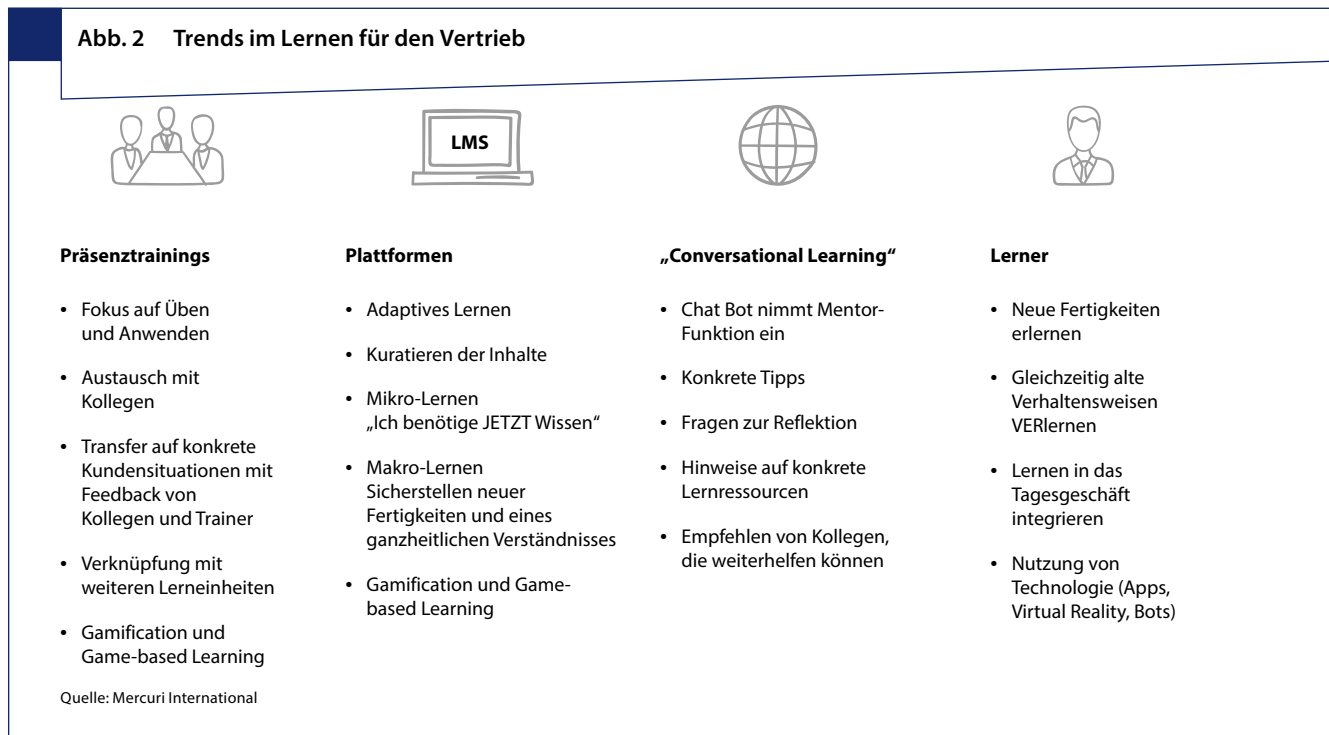 Abb. 2 Trends im Lernen für den Vertrieb
LMS
Präsenztrainings
• Fokus auf Üben
und Anwenden
• Austausch mit
Kollegen
• Transfer auf konkrete
Kundensituationen mit
Feedback von
Kollegen und Trainer
• Verknüpfung mit
weiteren Lerneinheiten
• Gamification und
Game-based Learning
Plattformen
• Adaptives Lernen
• Kuratieren der Inhalte
• Mikro-Lernen
„Ich benötige JETZT Wissen“
• Makro-Lernen
Sicherstellen neuer
Fertigkeiten und eines
ganzheitlichen Verständnisses
• Gamification und Game-
based Learning
„Conversational Learning“
• Chat Bot nimmt Mentor-
Funktion ein
• Konkrete Tipps
• Fragen zur Reflektion
• Hinweise auf konkrete
Lernressourcen
• Empfehlen von Kollegen,
die weiterhelfen können
Lerner
• Neue Fertigkeiten
erlernen
• Gleichzeitig alte
Verhaltensweisen
VERlernen
• Lernen in das
Tagesgeschäft
integrieren
• Nutzung von
Technologie (Apps,
Virtual Reality, Bots)
Quelle: Mercuri International